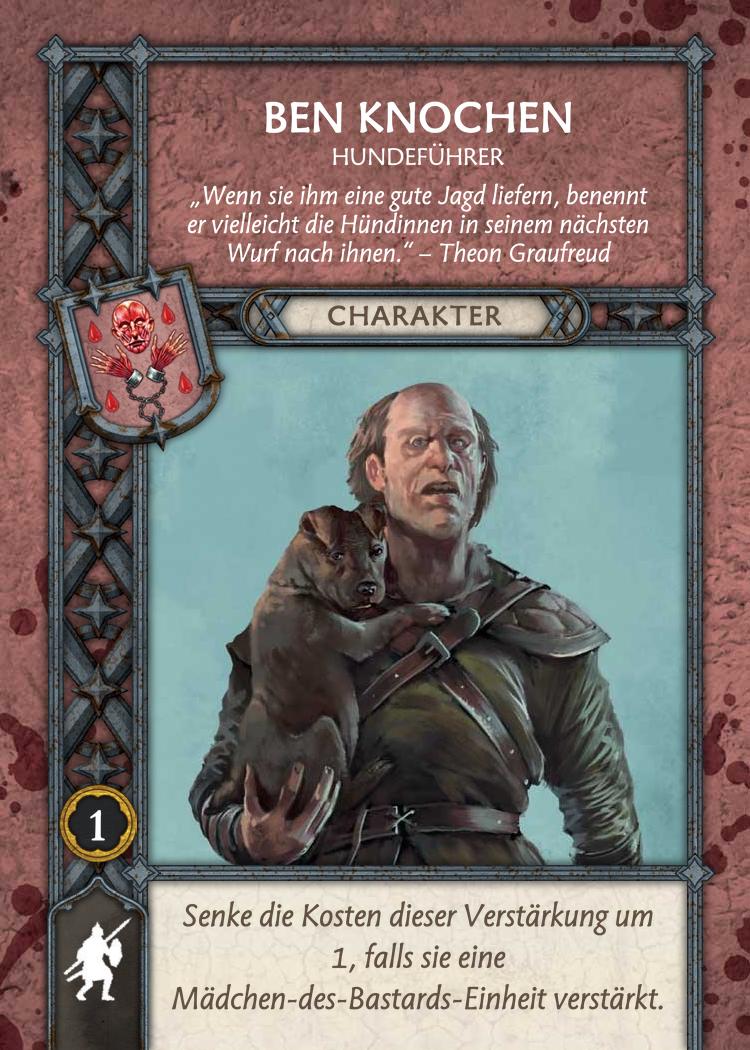 BEN KNOCHEN
HUNDEFÜHRER
„Wenn sie ihm eine gute Jagd liefern, benennt
er vielleicht die Hündinnen in seinem nächsten
Wurf nach ihnen.“ – Theon Graufreud
CHARAKTER
1
Senke die Kosten dieser Verstärkung um
1, falls sie eine
Mädchen-des-Bastards-Einheit verstärkt.